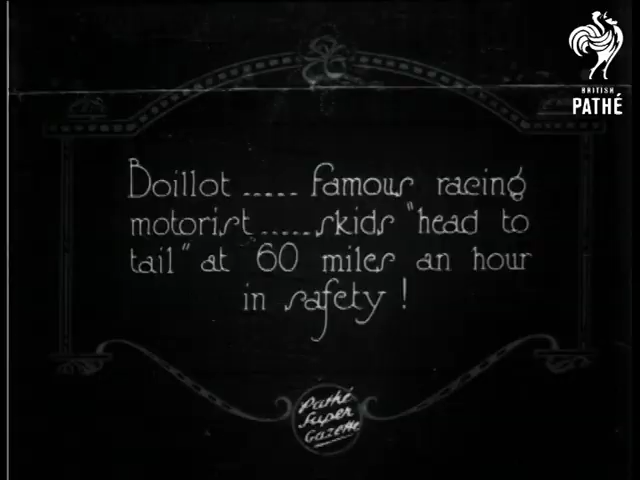 BRITISH
PATHÉ
Boillot ..... famous racing
motorist ..... skids "head to
tail" at 60 miles an hour
in safety !
Pathé
Super
Gazette